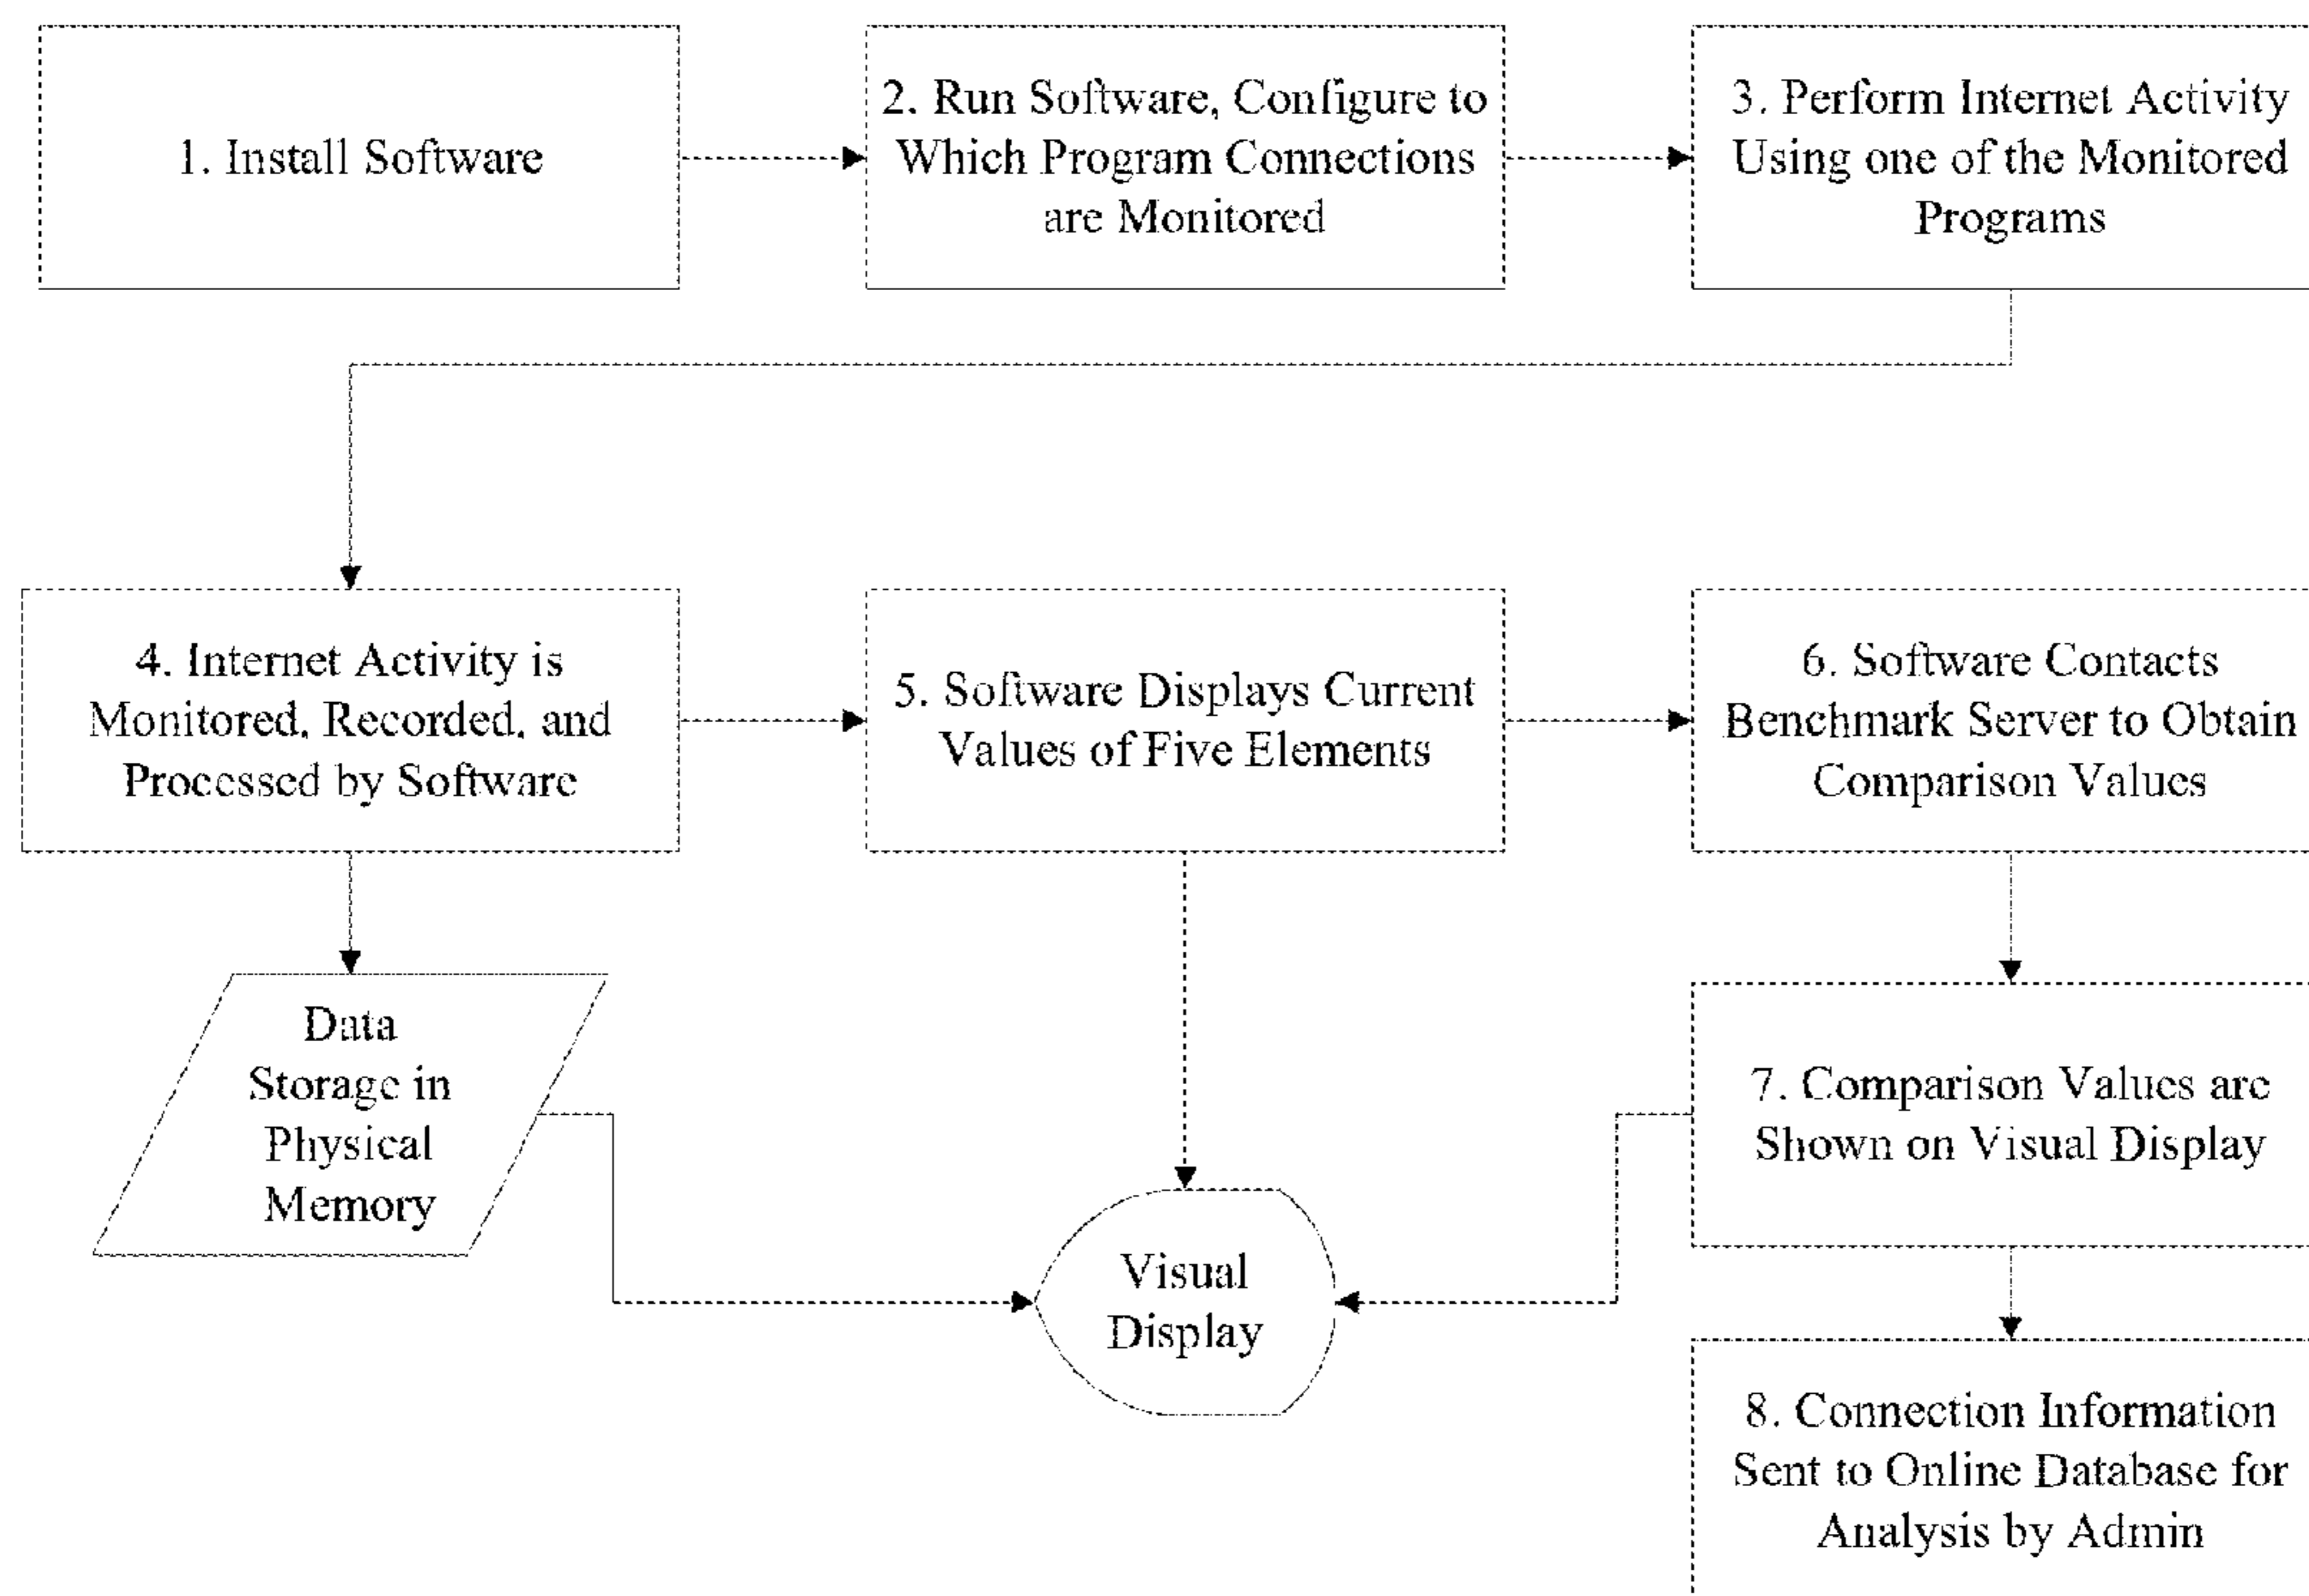 1. Install Software
2. Run Software, Configure to
Which Program Connections
are Monitored
3. Perform Internet Activity
Using one of the Monitored
Programs
4. Internet Activity is
Monitored, Recorded, and
Processed by Software
5. Software Displays Current
Values of Five Elements
6. Software Contacts
Benchmark Server to Obtain
Comparison Values
Data
Storage in
Physical
Memory
7. Comparison Values are
Shown on Visual Display
Visual
Display
8. Connection Information
Sent to Online Database for
Analysis by Admin